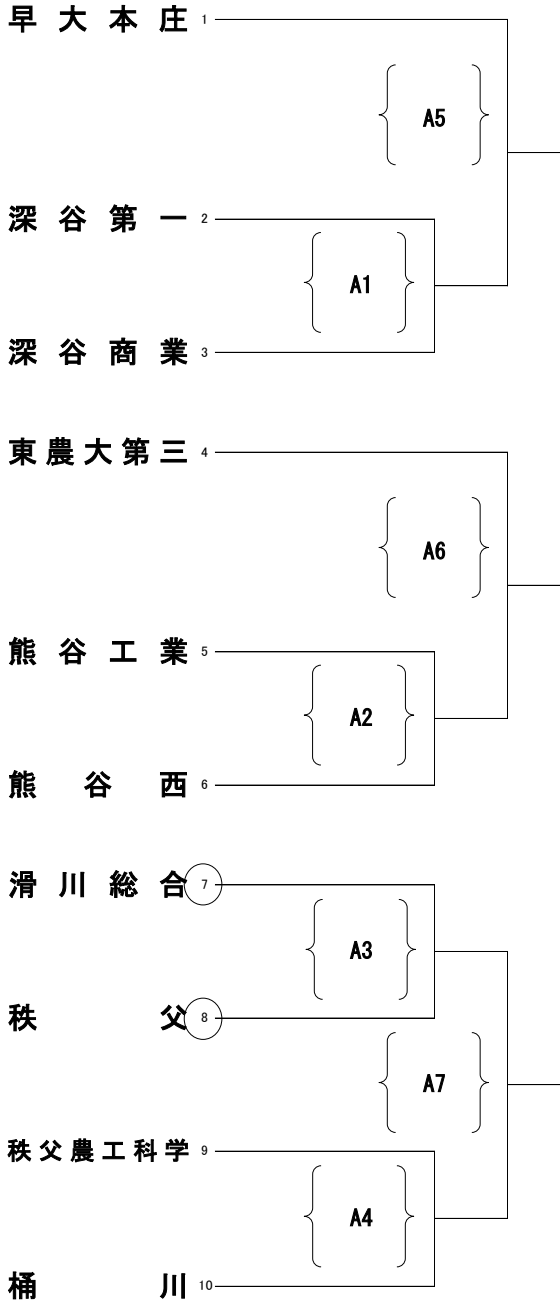 早大本庄 1
A5
深谷第一 2
A1
深谷商業 3
東農大第三 4
A6
熊谷工業 5
A2
熊谷西 6
滑川総合 7
A3
秩父 8
A7
秩父農工科学 9
A4
桶川 10